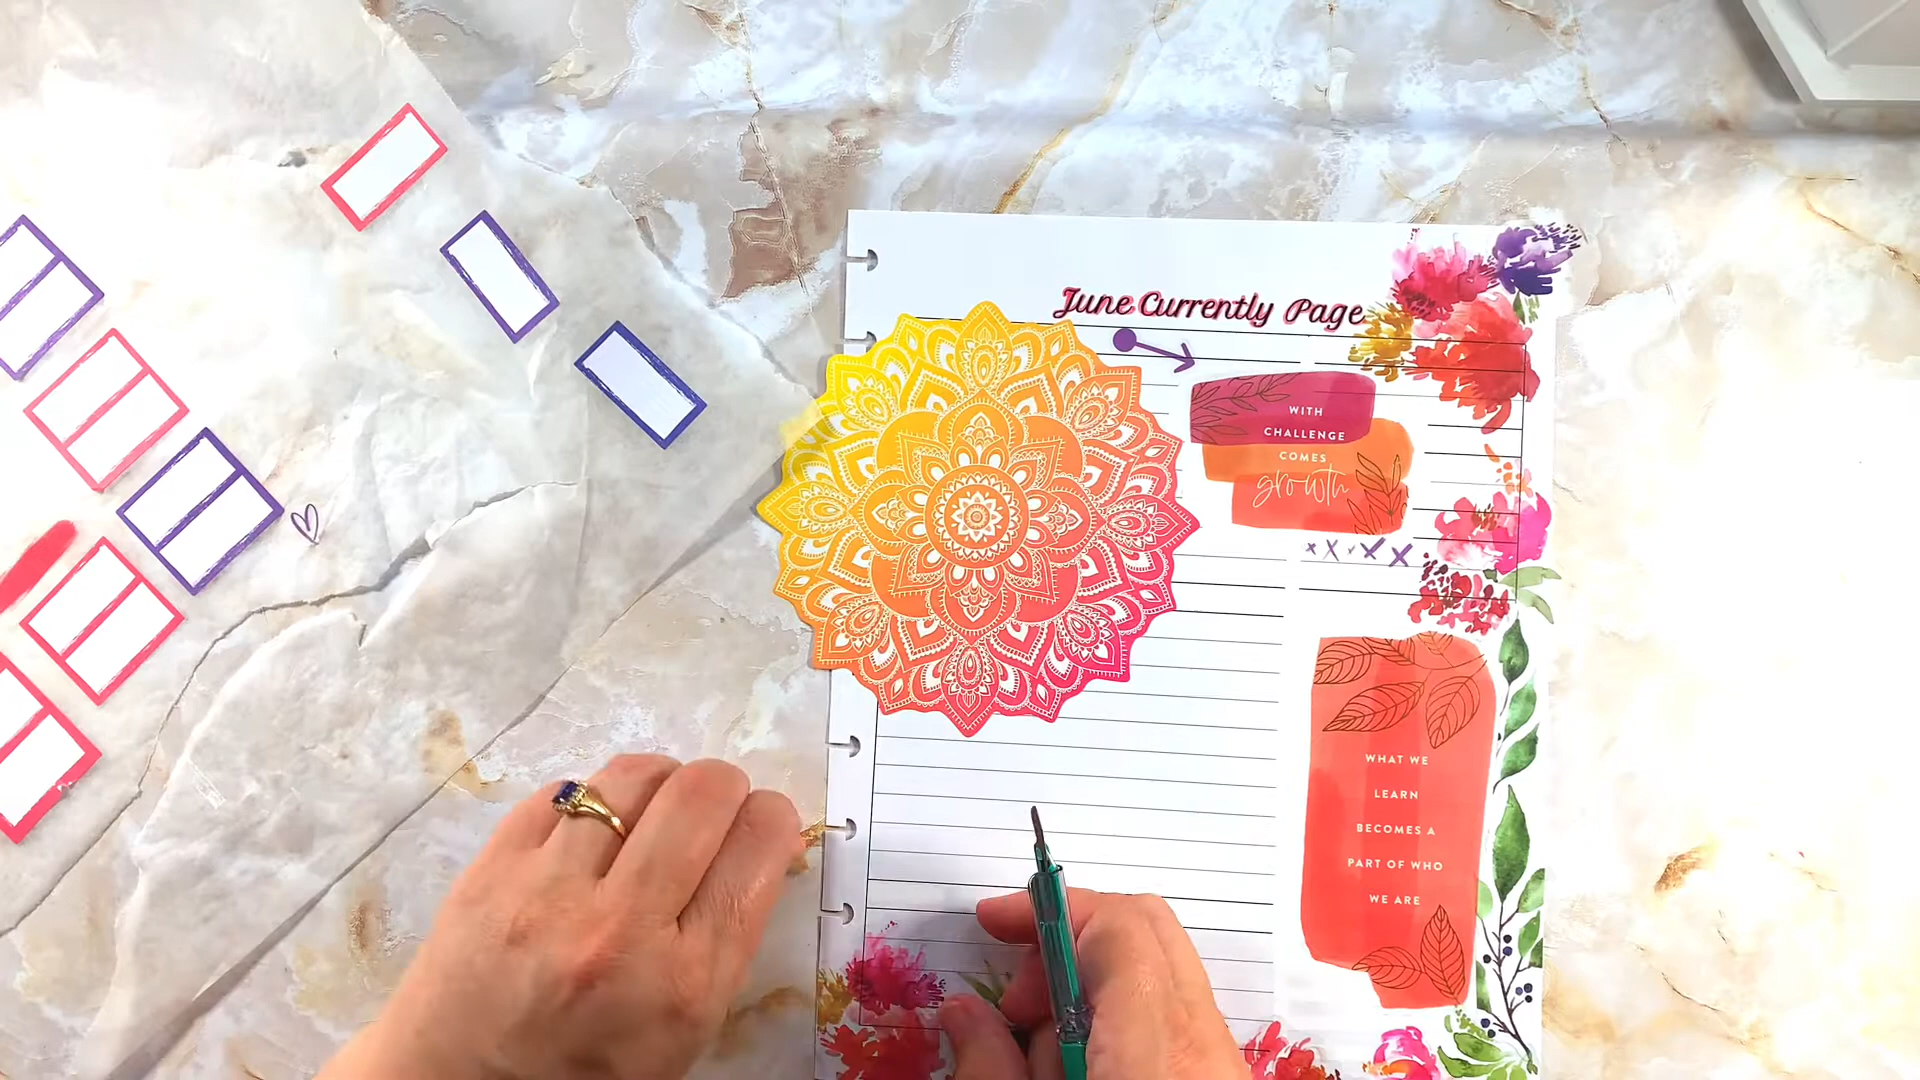 June Currently Page
WITH
CHALLENGE
COMES
growth
x X ✓ X X
WHAT WE
LEARN
BECOMES A
PART OF WHO
WE ARE